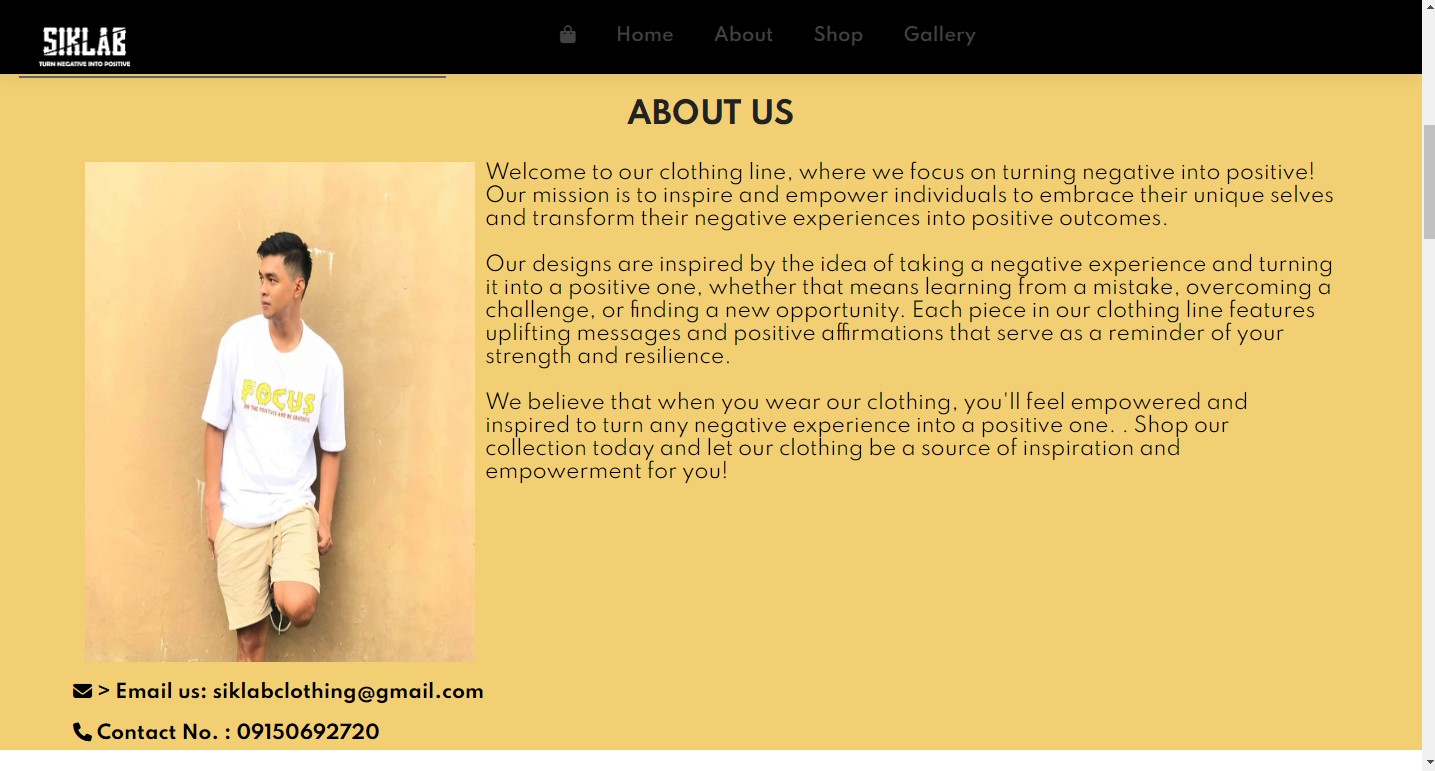 SIKLAB
TURN NEGATIVE INTO POSITIVE
Home About Shop Gallery
ABOUT US
Welcome to our clothing line, where we focus on turning negative into positive!
Our mission is to inspire and empower individuals to embrace their unique selves
and transform their negative experiences into positive outcomes.
Our designs are inspired by the idea of taking a negative experience and turning
it into a positive one, whether that means learning from a mistake, overcoming a
challenge, or finding a new opportunity. Each piece in our clothing line features
uplifting messages and positive affirmations that serve as a reminder of your
strength and resilience.
We believe that when you wear our clothing, you'll feel empowered and
inspired to turn any negative experience into a positive one. . Shop our
collection today and let our clothing be a source of inspiration and
empowerment for you!
FOCUS
ON THE POSITIVE AND BE GRATEFUL
> Email us: siklabclothing@gmail.com
Contact No. : 09150692720